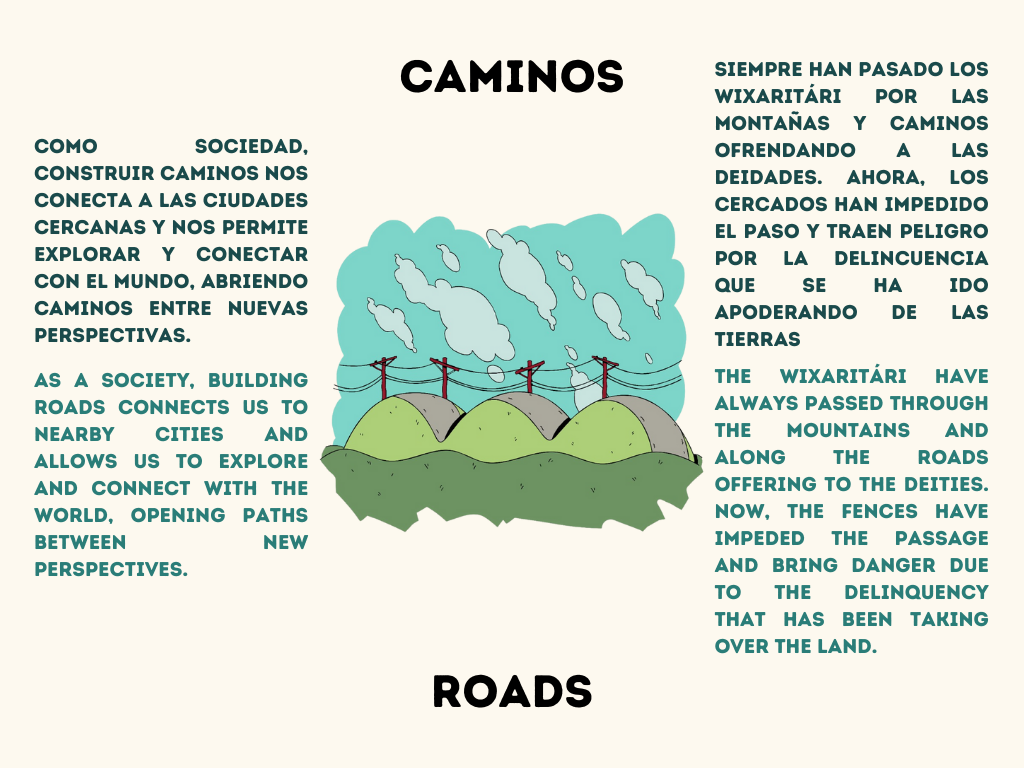 CAMINOS
COMO SOCIEDAD,
CONSTRUIR CAMINOS NOS
CONECTA A LAS CIUDADES
CERCANAS Y NOS PERMITE
EXPLORAR Y CONECTAR
CON EL MUNDO, ABRIENDO
CAMINOS ENTRE NUEVAS
PERSPECTIVAS.
AS A SOCIETY, BUILDING
ROADS CONNECTS US TO
NEARBY CITIES AND
ALLOWS US TO EXPLORE
AND CONNECT WITH THE
WORLD, OPENING PATHS
BETWEEN NEW
PERSPECTIVES.
SIEMPRE HAN PASADO LOS
WIXARITÁRI POR LAS
MONTAÑAS Y CAMINOS
OFRENDANDO A LAS
DEIDADES. AHORA, LOS
CERCADOS HAN IMPEDIDO
EL PASO Y TRAEN PELIGRO
POR LA DELINCUENCIA
QUE SE HA IDO
APODERANDO DE LAS
TIERRAS
THE WIXARITÁRI HAVE
ALWAYS PASSED THROUGH
THE MOUNTAINS AND
ALONG THE ROADS
OFFERING TO THE DEITIES.
NOW, THE FENCES HAVE
IMPEDED THE PASSAGE
AND BRING DANGER DUE
TO THE DELINQUENCY
THAT HAS BEEN TAKING
OVER THE LAND.
ROADS